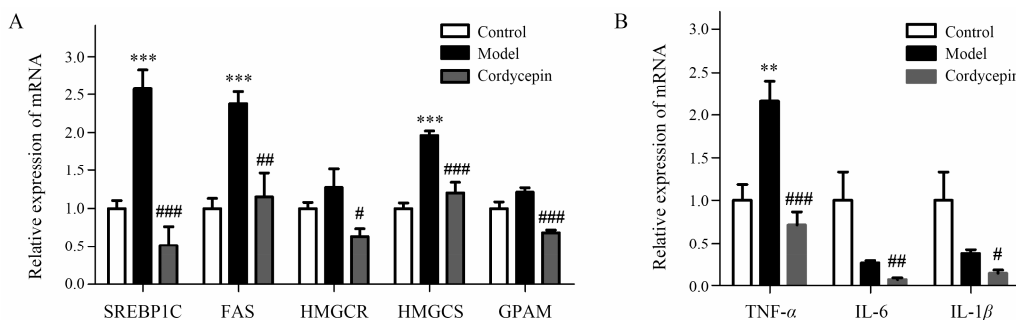 A
Relative expression of mRNA
3.0
2.5
2.0
1.5
1.0
0.5
0.0
Control
Model
Cordycepin
***
###
***
##
#
***
###
###
SREBP1C FAS HMGCR HMGCS GPAM
B
Relative expression of mRNA
3.0
2.5
2.0
1.5
1.0
0.5
0.0
Control
Model
Cordycepin
**
###
##
#
TNF-α IL-6 IL-1β